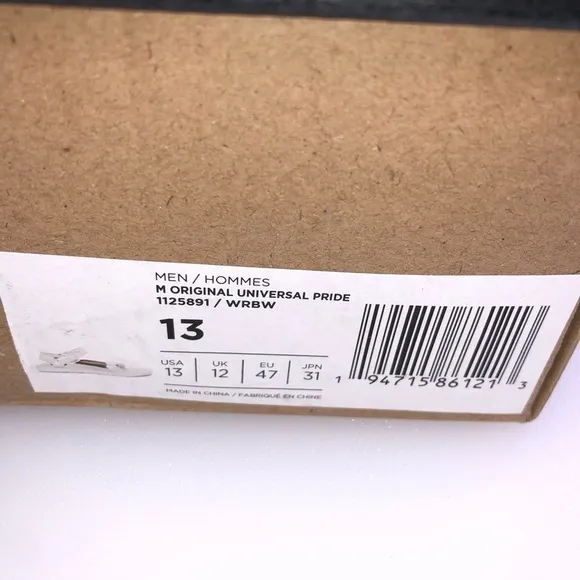 MEN / HOMMES
M ORIGINAL UNIVERSAL PRIDE
1125891 / WRBW
13
USA UK EU JPN
13 12 47 31
MADE IN CHINA / FABRIQUÉ EN CHINE
1 94715 86121 3